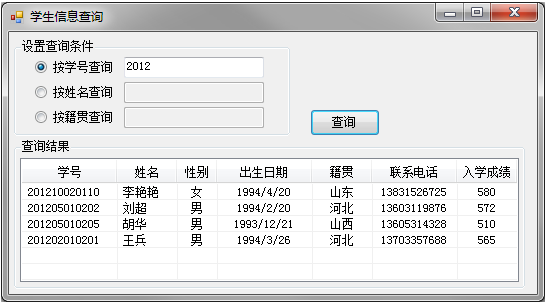 学生信息查询
设置查询条件
按学号查询 2012
按姓名查询
按籍贯查询
查询
查询结果
学号 姓名 性别 出生日期 籍贯 联系电话 入学成绩
201210020110 李艳艳 女 1994/4/20 山东 13831526725 580
201205010202 刘超 男 1994/2/20 河北 13603119876 572
201205010205 胡华 男 1993/12/21 山西 13605314328 510
201202010201 王兵 男 1994/3/26 河北 13703357688 565